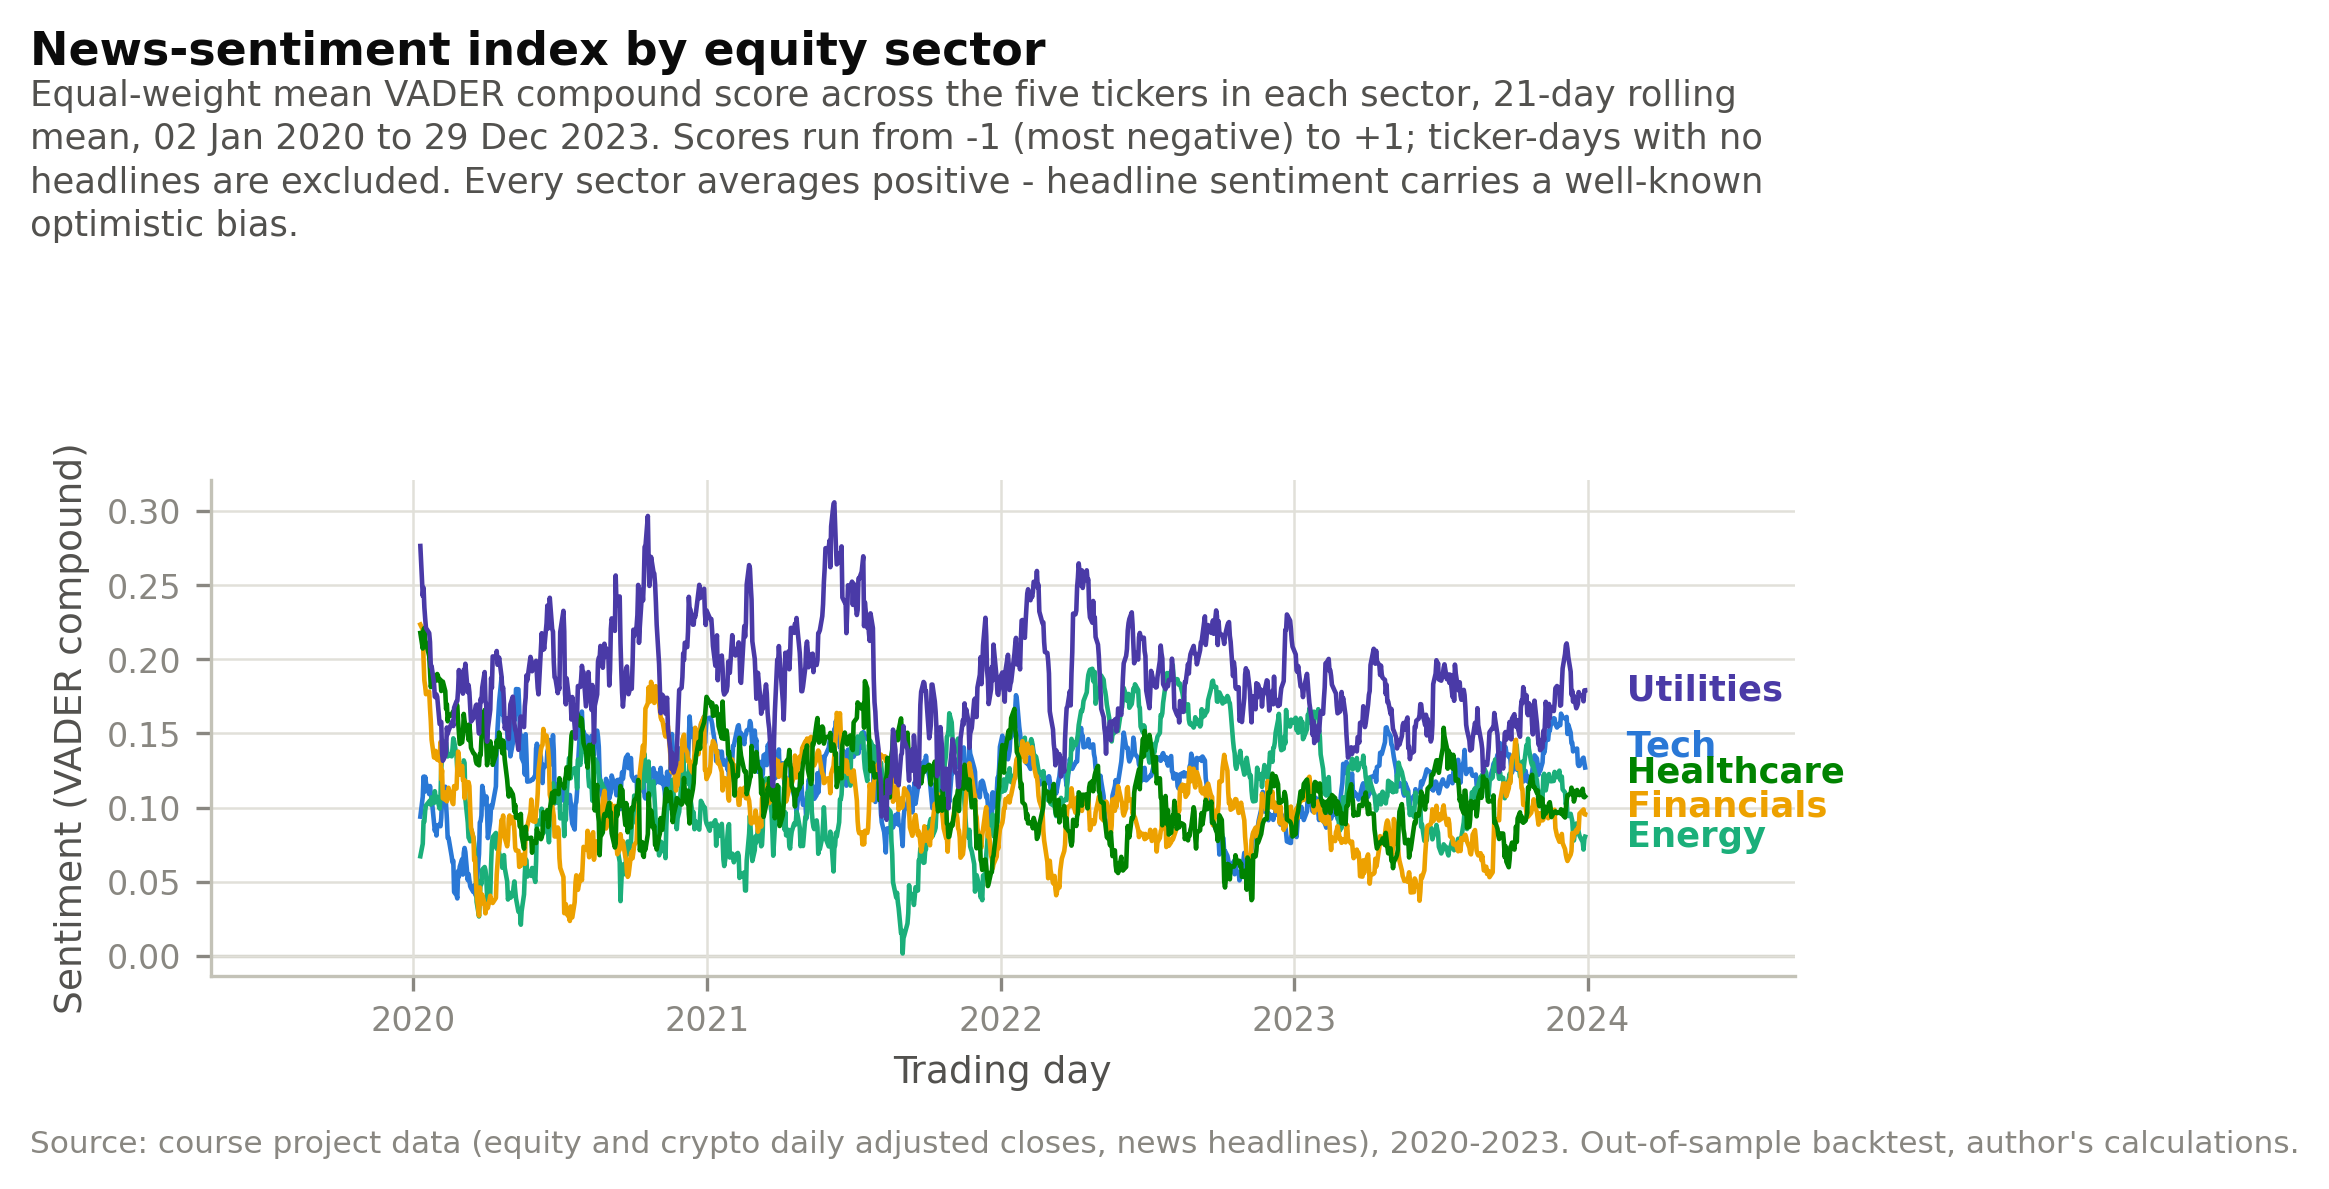 News-sentiment index by equity sector
Equal-weight mean VADER compound score across the five tickers in each sector, 21-day rolling
mean, 02 Jan 2020 to 29 Dec 2023. Scores run from -1 (most negative) to +1; ticker-days with no
headlines are excluded. Every sector averages positive - headline sentiment carries a well-known
optimistic bias.
Sentiment (VADER compound)
0.30
0.25
0.20
0.15
0.10
0.05
0.00
Utilities
Tech
Healthcare
Financials
Energy
2020
2021
2022
2023
2024
Trading day
Source: course project data (equity and crypto daily adjusted closes, news headlines), 2020-2023. Out-of-sample backtest, author's calculations.